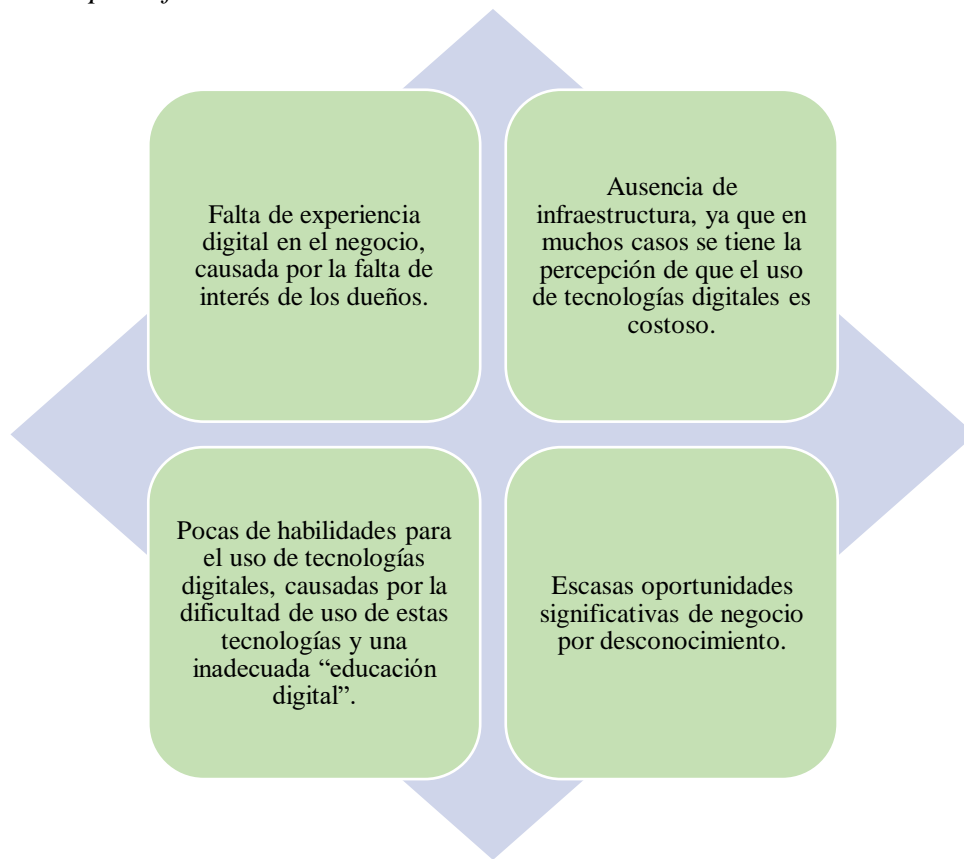 Falta de experiencia
digital en el negocio,
causada por la falta de
interés de los dueños.
Ausencia de
infraestructura, ya que en
muchos casos se tiene la
percepción de que el uso
de tecnologías digitales es
costoso.
Pocas de habilidades para
el uso de tecnologías
digitales, causadas por la
dificultad de uso de estas
tecnologías y una
inadecuada “educación
digital”.
Escasas oportunidades
significativas de negocio
por desconocimiento.